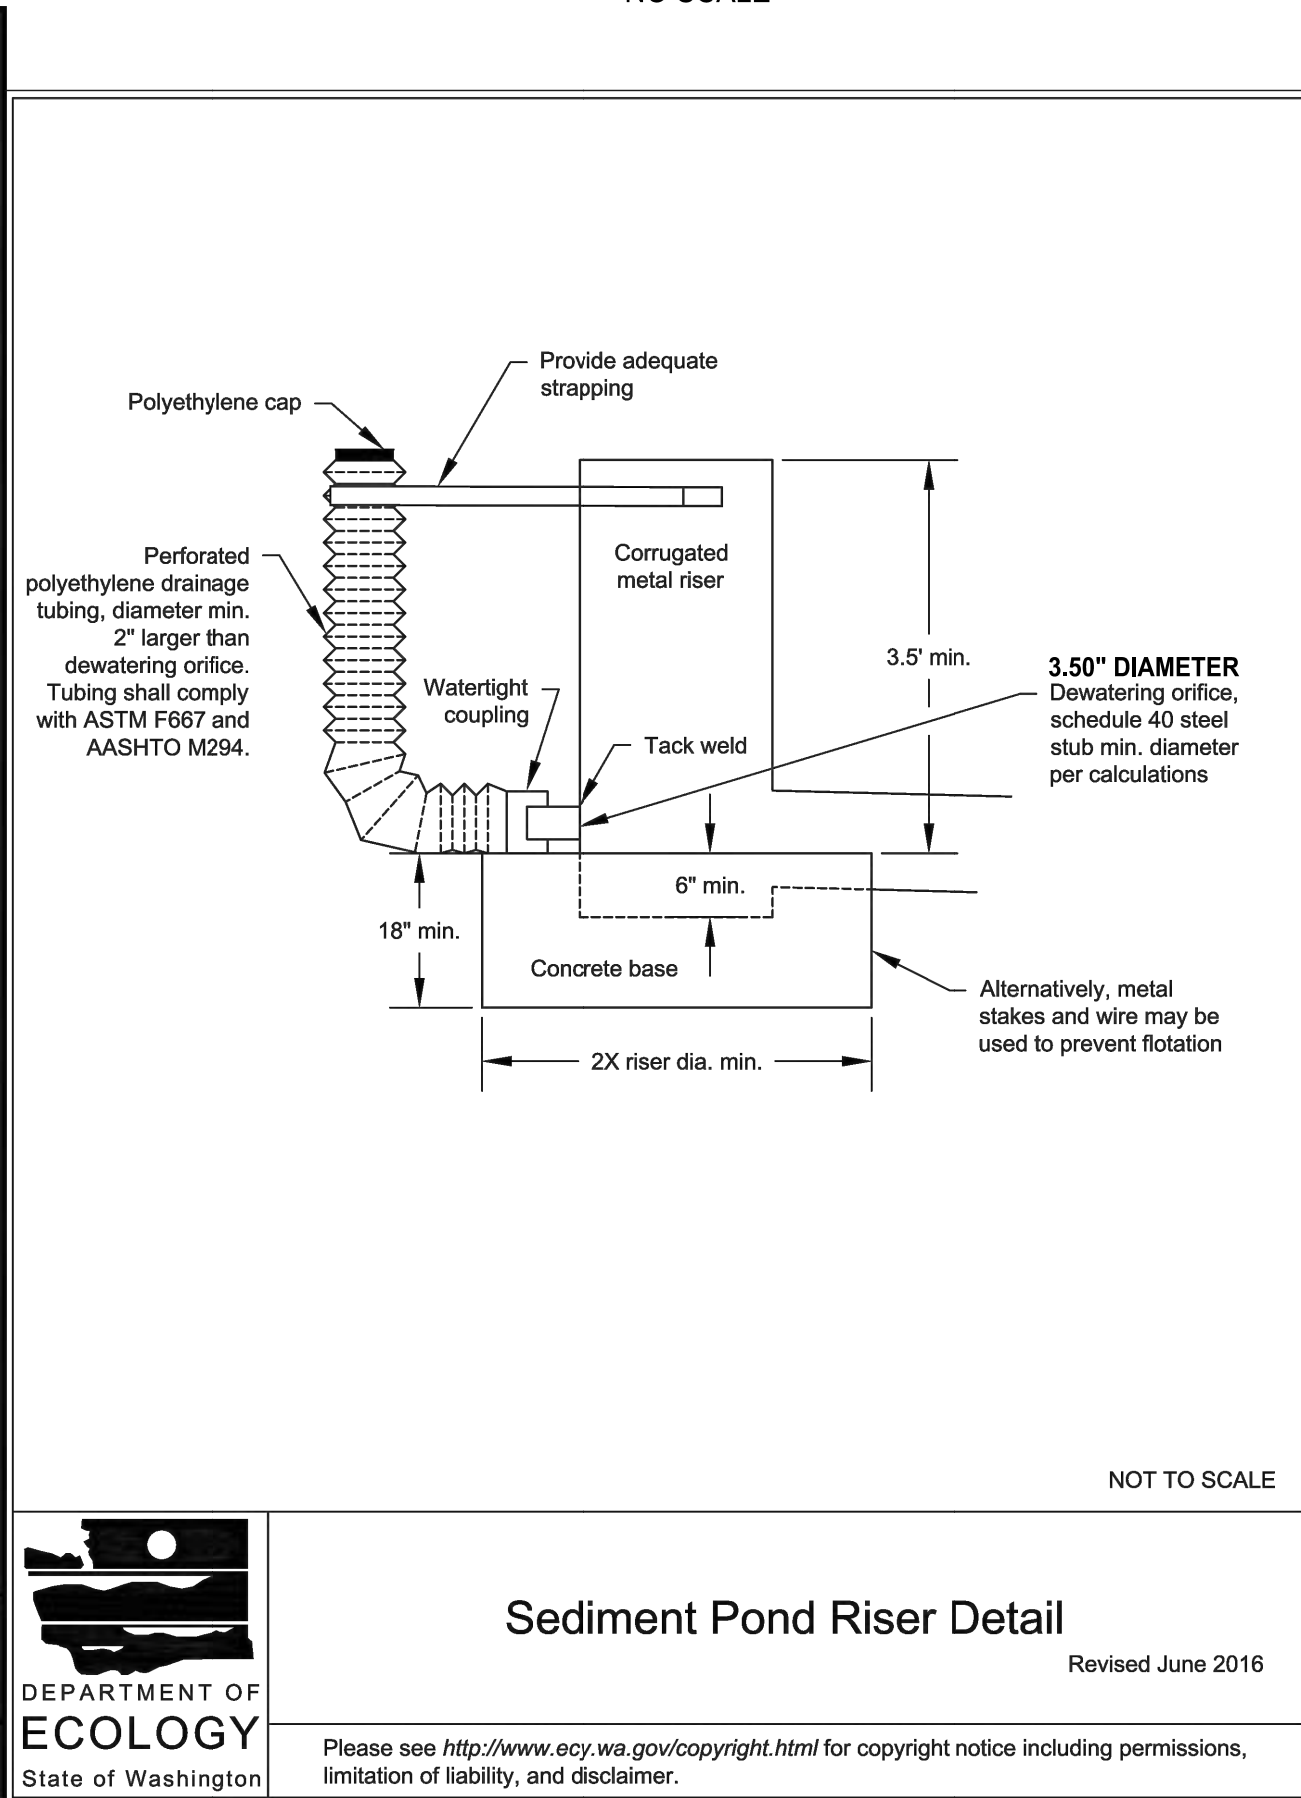 NO SCALE
Provide adequate
strapping
Polyethylene cap
Perforated
polyethylene drainage
tubing, diameter min.
2" larger than
dewatering orifice.
Tubing shall comply
with ASTM F667 and
AASHTO M294.
Corrugated
metal riser
Watertight
coupling
Tack weld
3.5' min.
3.50" DIAMETER
Dewatering orifice,
schedule 40 steel
stub min. diameter
per calculations
6" min.
18" min.
Concrete base
Alternatively, metal
stakes and wire may be
used to prevent flotation
2X riser dia. min.
NOT TO SCALE
DEPARTMENT OF
ECOLOGY
State of Washington
Sediment Pond Riser Detail
Revised June 2016
Please see http://www.ecy.wa.gov/copyright.html for copyright notice including permissions,
limitation of liability, and disclaimer.